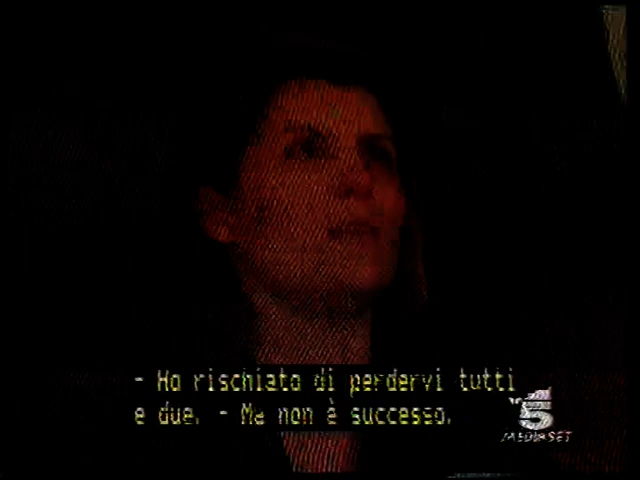 - Ho rischiato di perdervi tutti
e due. - Ma non è successo.
5
MEDIASET